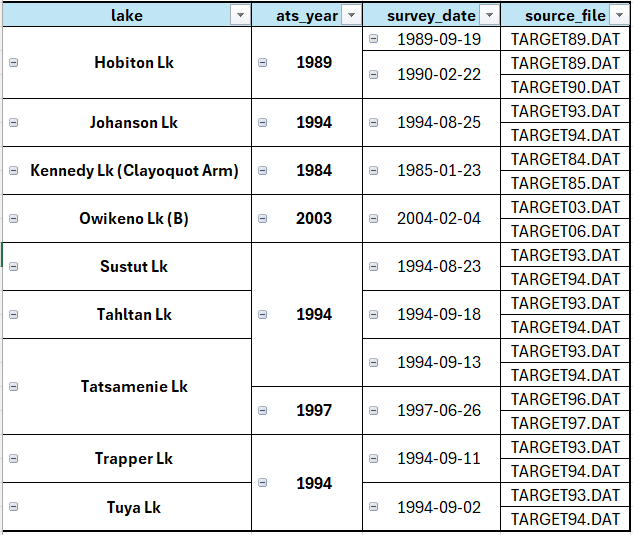 lake ats_year survey_date source_file
Hobiton Lk 1989 1989-09-19 TARGET89.DAT
1990-02-22 TARGET89.DAT
TARGET90.DAT
Johanson Lk 1994 1994-08-25 TARGET93.DAT
TARGET94.DAT
Kennedy Lk (Clayoquot Arm) 1984 1985-01-23 TARGET84.DAT
TARGET85.DAT
Owikeno Lk (B) 2003 2004-02-04 TARGET03.DAT
TARGET06.DAT
Sustut Lk 1994 1994-08-23 TARGET93.DAT
TARGET94.DAT
Tahltan Lk 1994-09-18 TARGET93.DAT
TARGET94.DAT
Tatsamenie Lk 1994-09-13 TARGET93.DAT
TARGET94.DAT
1997 1997-06-26 TARGET96.DAT
TARGET97.DAT
Trapper Lk 1994 1994-09-11 TARGET93.DAT
TARGET94.DAT
Tuya Lk 1994-09-02 TARGET93.DAT
TARGET94.DAT